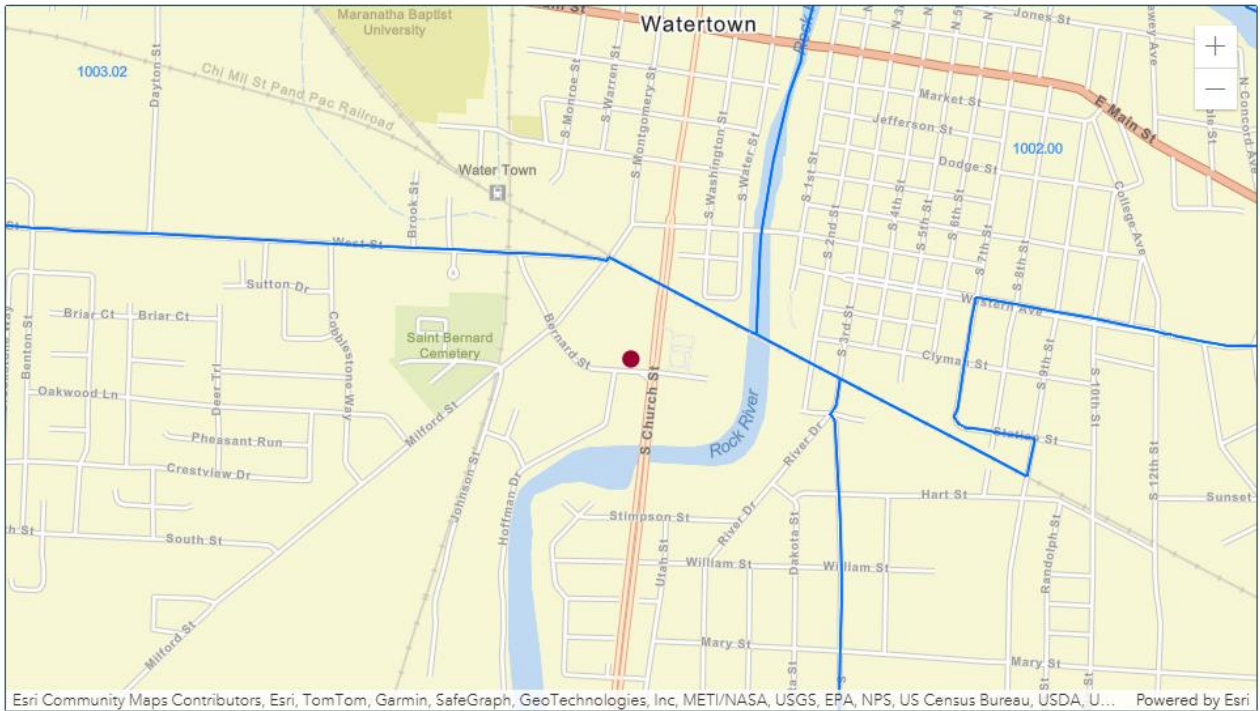 Maranatha Baptist
University
Watertown
Jones St
1003.02
Dayton St
Chi Mil St Pand Pac Railroad
S Monroe St
S Warren St
S Montgomery St
Market St
Jefferson St
E Main St
N Concord Ave
1002.00
Dodge St
Water Town
Brook St
S Washington St
S Water St
S 1st St
S 2nd St
S 4th St
S 5th St
S 6th St
S 7th St
S 8th St
College Ave
West St
Sutton Dr
Western Ave
Briar Ct
Briar Ct
Cobblestone Way
Benton St
Saint Bernard
Cemetery
Bernard St
S 3rd St
Clyman St
S 9th St
S 10th St
Deer Trl
Oakwood Ln
Milford St
S Church St
Rock River
River Dr
Station St
Pheasant Run
Crestview Dr
Johnson St
Hoffman Dr
S 12th St
Hart St
Sunset
Stimpson St
River Dr
Dakota St
Randolph St
South St
Utah St
William St
William St
Milford St
Mary St
Mary St
Esri Community Maps Contributors, Esri, TomTom, Garmin, SafeGraph, GeoTechnologies, Inc, METI/NASA, USGS, EPA, NPS, US Census Bureau, USDA, U... Powered by Esri